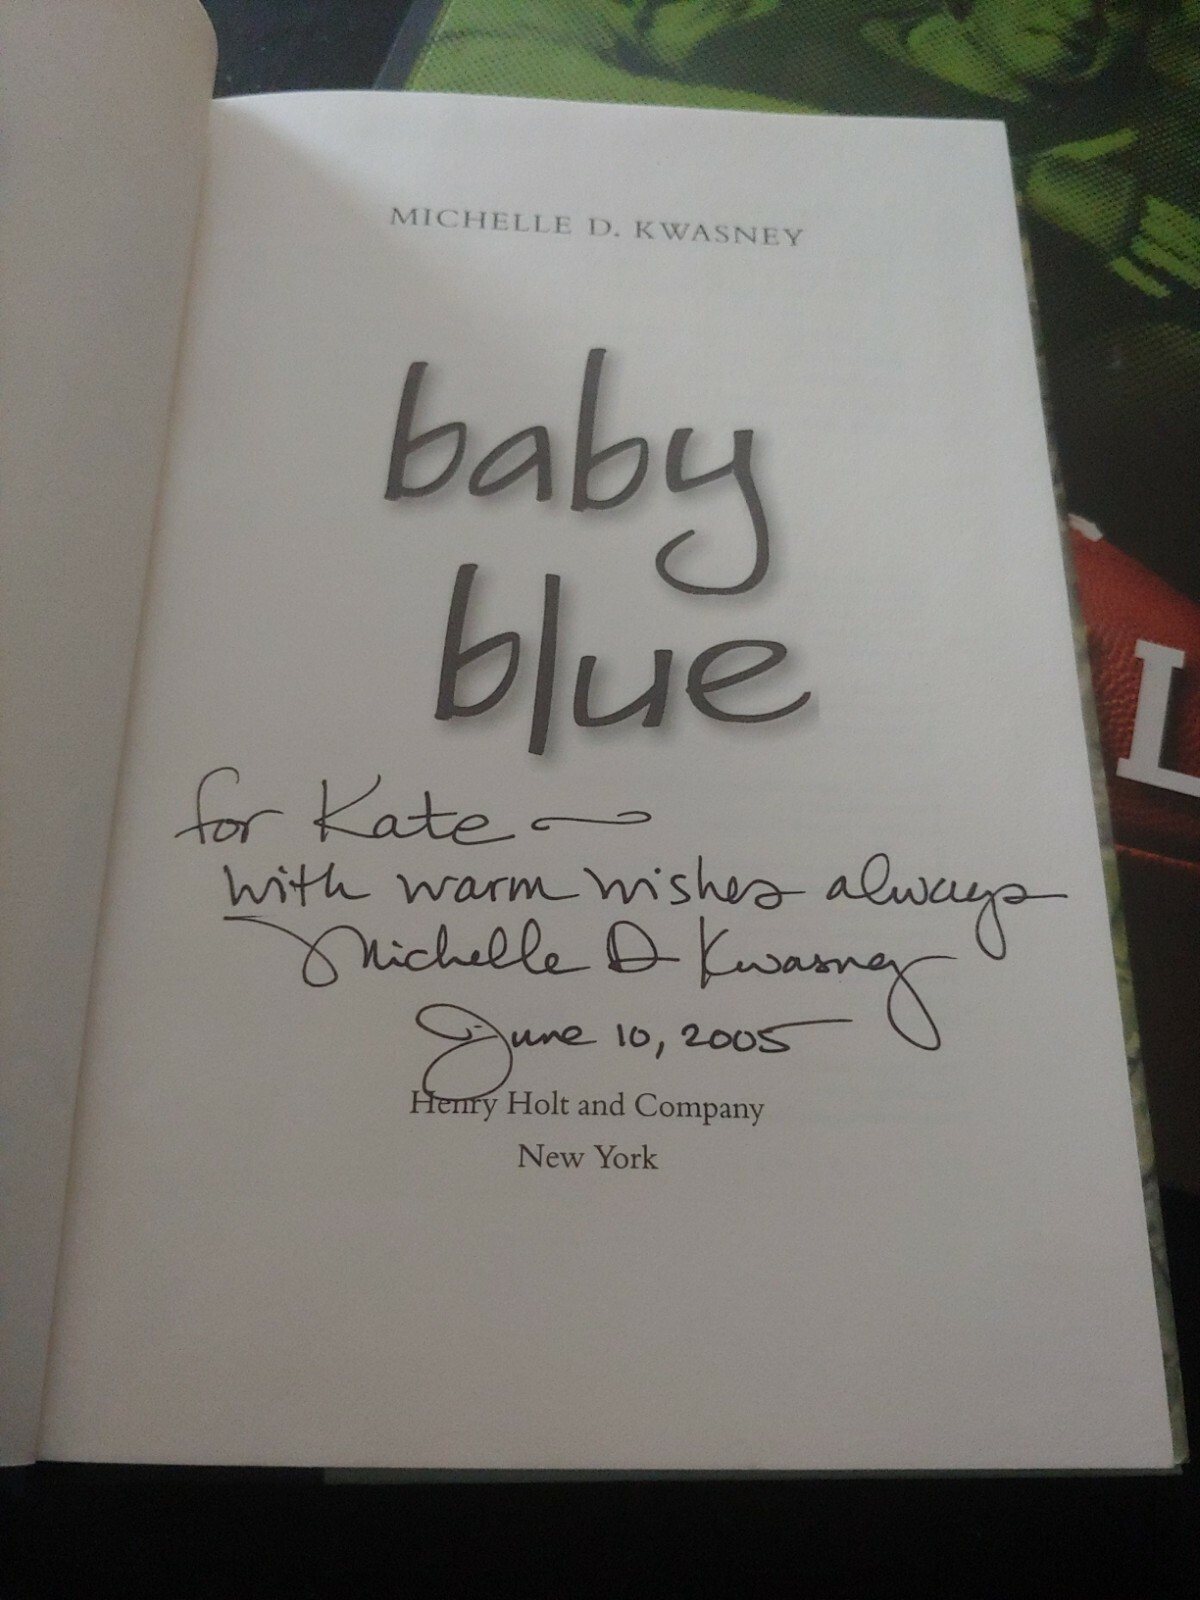 MICHELLE D. KWASNEY
baby
blue
for Kate
with warm wishes always
Michelle D Kwasney
June 10, 2005
Henry Holt and Company
New York
L